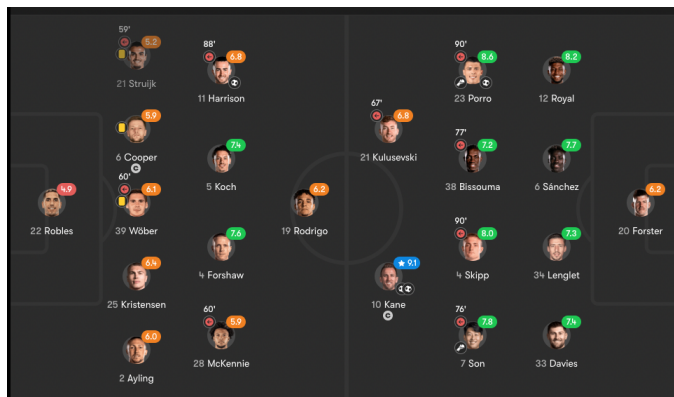 59'
5.2
21 Struijk
88'
6.8
11 Harrison
5.9
6 Cooper
C
7.4
5 Koch
4.9
22 Robles
60'
6.1
39 Wöber
6.2
19 Rodrigo
7.6
4 Forshaw
6.4
25 Kristensen
60'
5.9
28 McKennie
6.0
2 Ayling
67'
6.8
21 Kulusevski
9.1
10 Kane
C
90'
8.6
23 Porro
8.2
12 Royal
77'
7.2
38 Bissouma
7.7
6 Sánchez
90'
8.0
4 Skipp
7.3
34 Lenglet
6.2
20 Forster
76'
7.8
7 Son
7.4
33 Davies